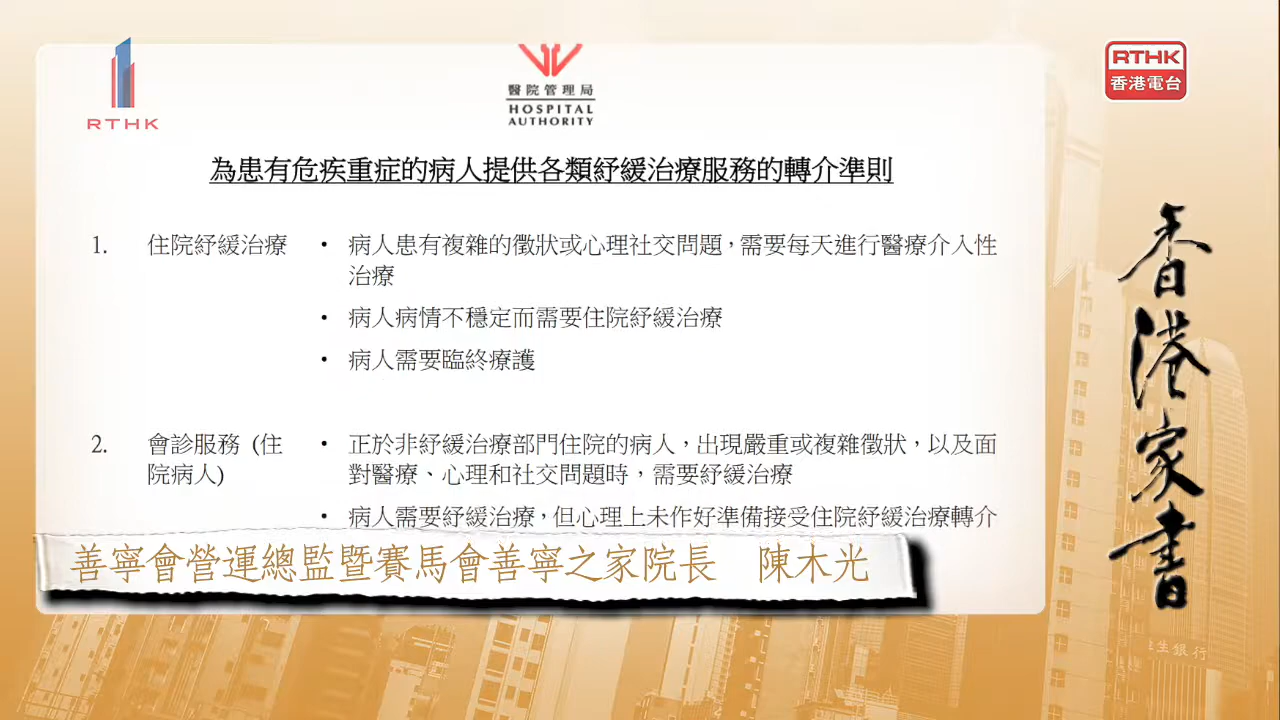 RTHK
醫院管理局
HOSPITAL
AUTHORITY
RTHK
香港電台
為患有危疾重症的病人提供各類紓緩治療服務的轉介準則
1. 住院紓緩治療 • 病人患有複雜的徵狀或心理社交問題，需要每天進行醫療介入性
治療
• 病人病情不穩定而需要住院紓緩治療
• 病人需要臨終療護
2. 會診服務 (住 • 正於非紓緩治療部門住院的病人，出現嚴重或複雜徵狀，以及面
院病人) 對醫療、心理和社交問題時，需要紓緩治療
• 病人需要紓緩治療，但心理上未作好準備接受住院紓緩治療轉介
善寧會營運總監暨賽馬會善寧之家院長　陳木光
香港家書
生銀行